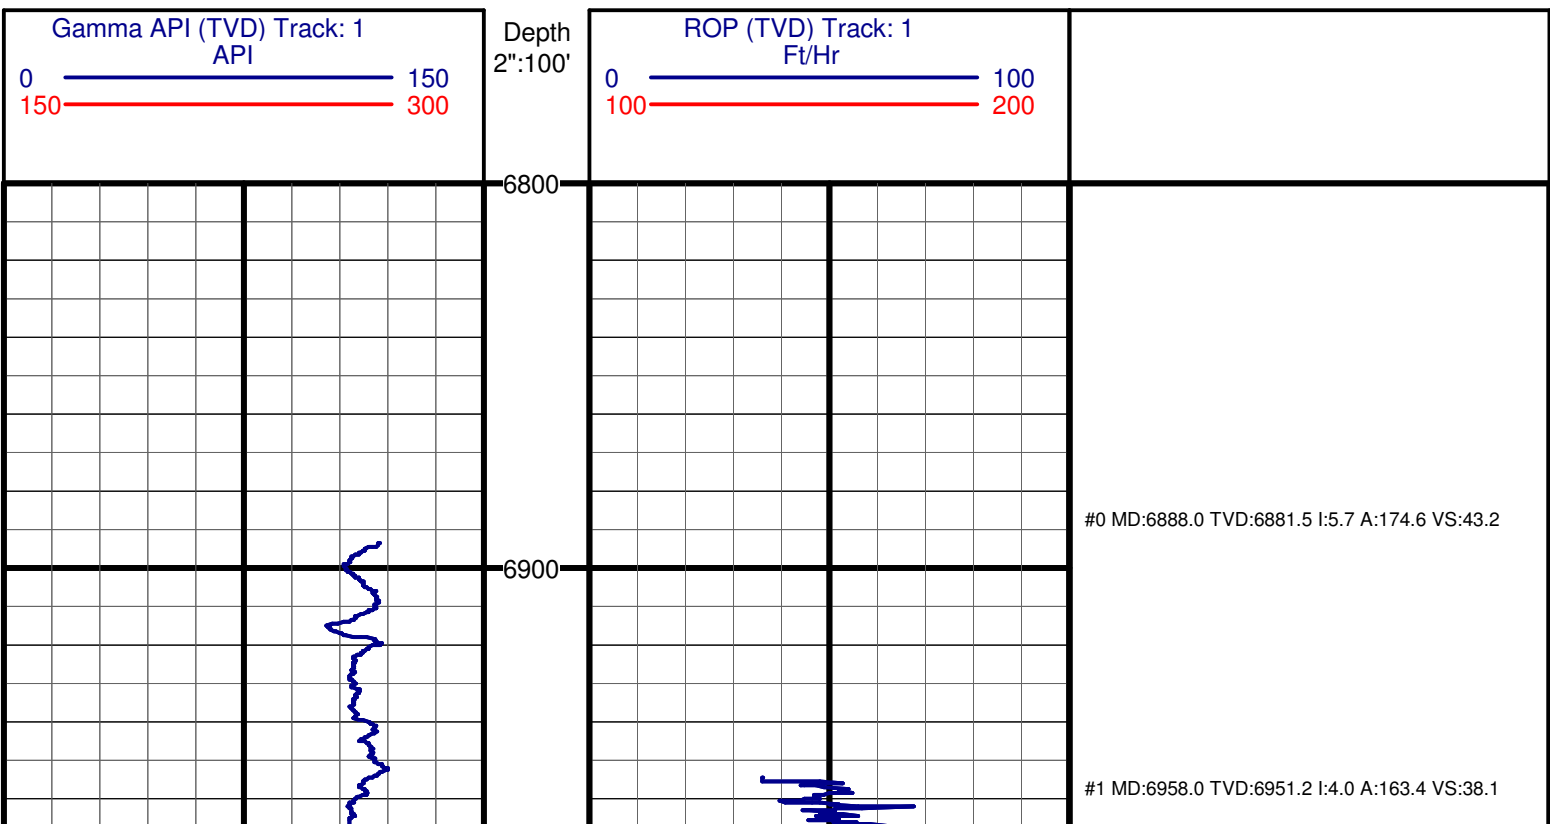 Gamma API (TVD) Track: 1
API
0 150
150 300
Depth
2":100'
ROP (TVD) Track: 1
Ft/Hr
0 100
100 200
6800
#0 MD:6888.0 TVD:6881.5 I:5.7 A:174.6 VS:43.2
6900
#1 MD:6958.0 TVD:6951.2 I:4.0 A:163.4 VS:38.1